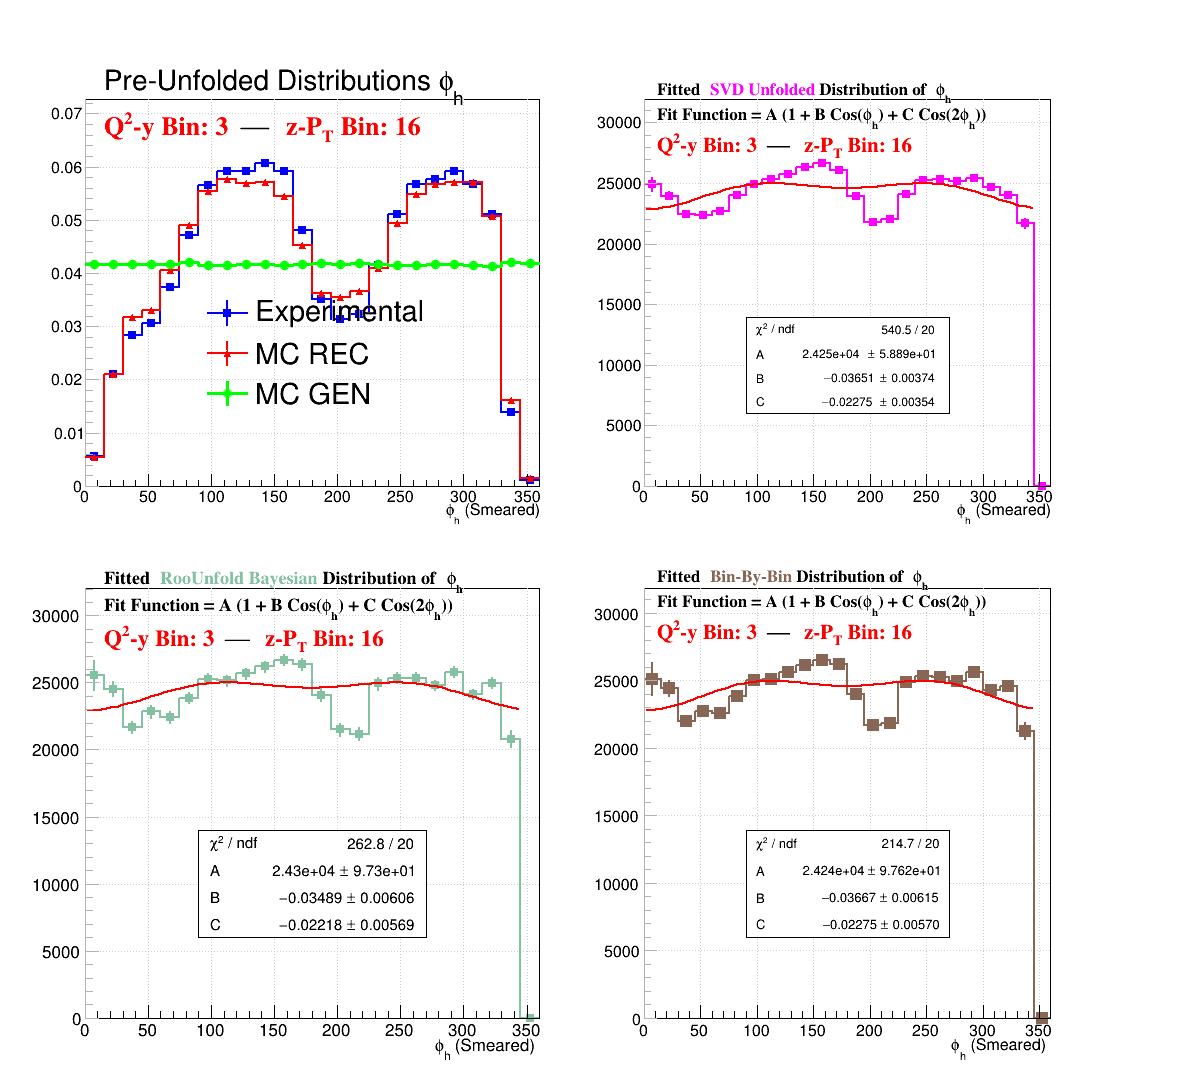 Pre-Unfolded Distributions ϕh
Q2-y Bin: 3 — z-PT Bin: 16
0.07
0.06
0.05
0.04
0.03
0.02
0.01
0
Experimental
MC REC
MC GEN
0 50 100 150 200 250 300 350
ϕh (Smeared)
Fitted SVD Unfolded Distribution of ϕh
Fit Function = A (1 + B Cos(ϕh) + C Cos(2ϕh))
Q2-y Bin: 3 — z-PT Bin: 16
30000
25000
20000
15000
10000
5000
0
χ2 / ndf 540.5 / 20
A 2.425e+04 ± 5.889e+01
B −0.03651 ± 0.00374
C −0.02275 ± 0.00354
0 50 100 150 200 250 300 350
ϕh (Smeared)
Fitted RooUnfold Bayesian Distribution of ϕh
Fit Function = A (1 + B Cos(ϕh) + C Cos(2ϕh))
Q2-y Bin: 3 — z-PT Bin: 16
30000
25000
20000
15000
10000
5000
0
χ2 / ndf 262.8 / 20
A 2.43e+04 ± 9.73e+01
B −0.03489 ± 0.00606
C −0.02218 ± 0.00569
0 50 100 150 200 250 300 350
ϕh (Smeared)
Fitted Bin-By-Bin Distribution of ϕh
Fit Function = A (1 + B Cos(ϕh) + C Cos(2ϕh))
Q2-y Bin: 3 — z-PT Bin: 16
30000
25000
20000
15000
10000
5000
0
χ2 / ndf 214.7 / 20
A 2.424e+04 ± 9.762e+01
B −0.03667 ± 0.00615
C −0.02275 ± 0.00570
0 50 100 150 200 250 300 350
ϕh (Smeared)